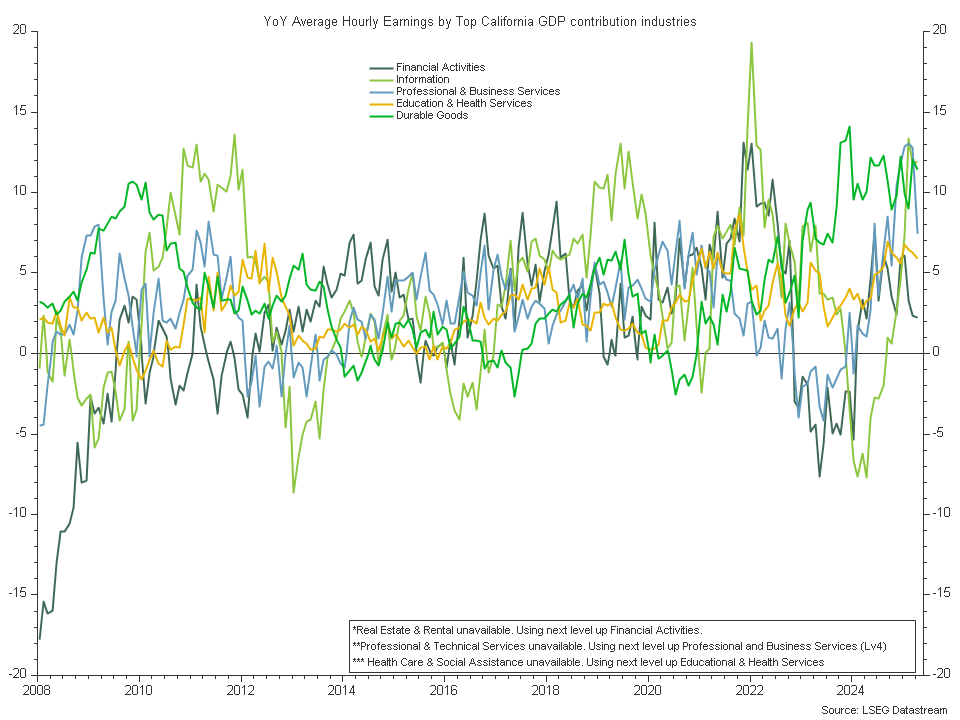 YoY Average Hourly Earnings by Top California GDP contribution industries
20 20
Financial Activities
Information
Professional & Business Services
Education & Health Services
Durable Goods
15 15
10 10
5 5
0 0
-5 -5
-10 -10
-15 -15
*Real Estate & Rental unavailable. Using next level up Financial Activities.
**Professional & Technical Services unavailable. Using next level up Professional and Business Services (Lv4)
*** Health Care & Social Assistance unavailable. Using next level up Educational & Health Services
-20 -20
2008 2010 2012 2014 2016 2018 2020 2022 2024
Source: LSEG Datastream